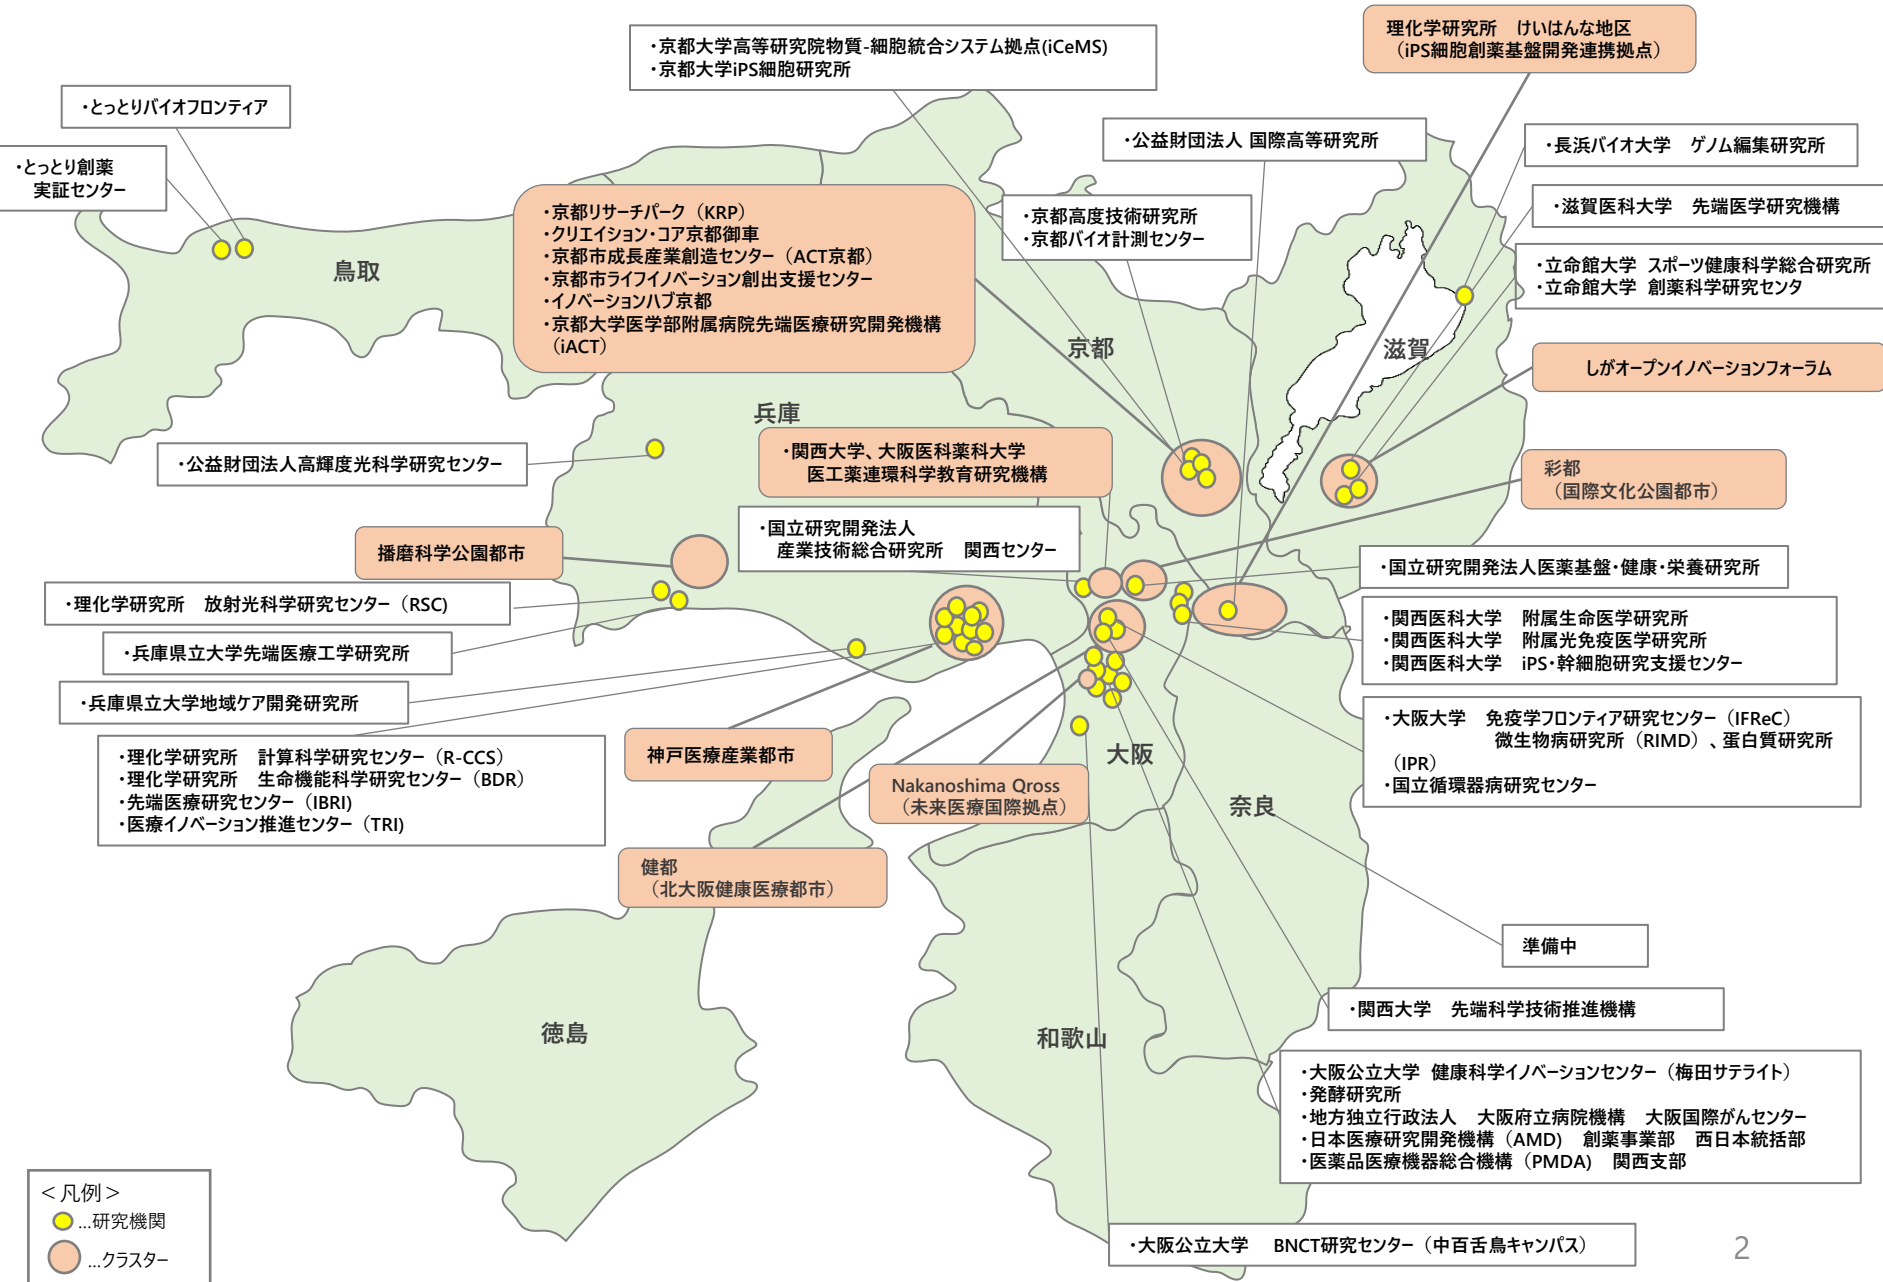 ・京都大学高等研究院物質-細胞統合システム拠点(iCeMS)
・京都大学iPS細胞研究所
理化学研究所　けいはんな地区
（iPS細胞創薬基盤開発連携拠点）
・とっとりバイオフロンティア
・とっとり創薬
実証センター
・公益財団法人 国際高等研究所
・長浜バイオ大学　ゲノム編集研究所
・滋賀医科大学　先端医学研究機構
・京都リサーチパーク（KRP）
・クリエイション・コア京都御車
・京都市成長産業創造センター（ACT京都）
・京都市ライフイノベーション創出支援センター
・イノベーションハブ京都
・京都大学医学部附属病院先端医療研究開発機構
（iACT）
・京都高度技術研究所
・京都バイオ計測センター
・立命館大学 スポーツ健康科学総合研究所
・立命館大学 創薬科学研究センタ
鳥取
京都
滋賀
しがオープンイノベーションフォーラム
兵庫
・関西大学、大阪医科薬科大学
医工薬連環科学教育研究機構
・公益財団法人高輝度光科学研究センター
彩都
（国際文化公園都市）
・国立研究開発法人
産業技術総合研究所　関西センター
播磨科学公園都市
・国立研究開発法人医薬基盤・健康・栄養研究所
・理化学研究所　放射光科学研究センター（RSC）
・関西医科大学　附属生命医学研究所
・関西医科大学　附属光免疫医学研究所
・関西医科大学　iPS・幹細胞研究支援センター
・兵庫県立大学先端医療工学研究所
・兵庫県立大学地域ケア開発研究所
・大阪大学　免疫学フロンティア研究センター（IFReC）
微生物病研究所（RIMD）、蛋白質研究所
（IPR）
・国立循環器病研究センター
・理化学研究所　計算科学研究センター（R-CCS）
・理化学研究所　生命機能科学研究センター（BDR）
・先端医療研究センター（IBRI）
・医療イノベーション推進センター（TRI）
神戸医療産業都市
大阪
Nakanoshima Qross
（未来医療国際拠点）
奈良
健都
（北大阪健康医療都市）
準備中
・関西大学　先端科学技術推進機構
徳島
和歌山
・大阪公立大学 健康科学イノベーションセンター（梅田サテライト）
・発酵研究所
・地方独立行政法人　大阪府立病院機構　大阪国際がんセンター
・日本医療研究開発機構（AMD）　創薬事業部　西日本統括部
・医薬品医療機器総合機構（PMDA）　関西支部
＜凡例＞
...研究機関
...クラスター
・大阪公立大学　BNCT研究センター（中百舌鳥キャンパス）
2